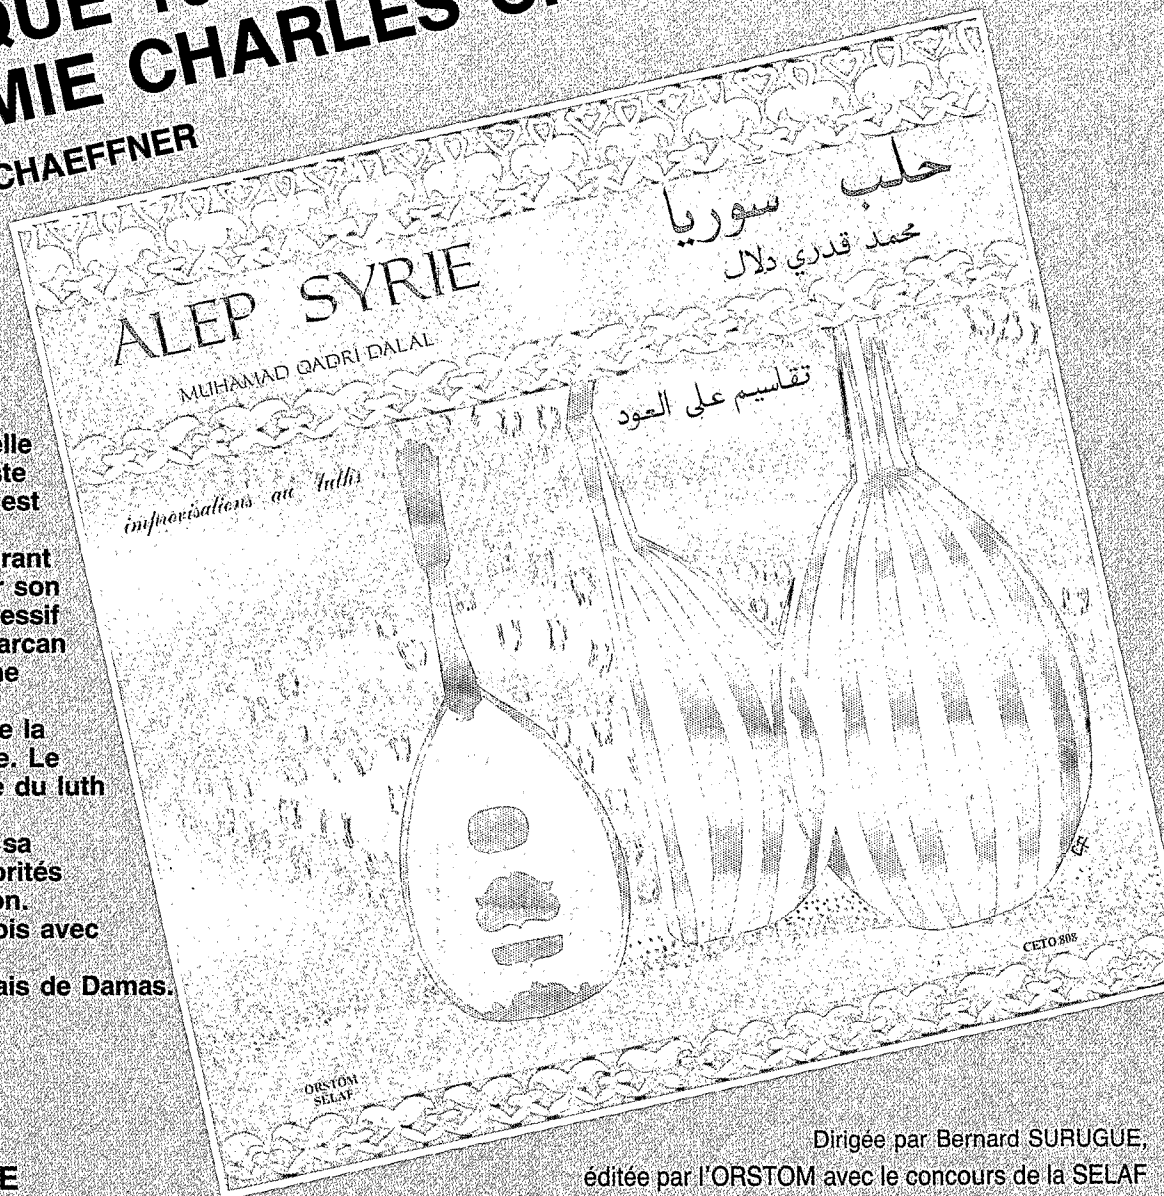 QUE
MIE CHARLES
CHAEFFNER
حلب سوريا
محمد قدري دلال
ALEP SYRIE
MUHAMAD QADRI DALAL
تقاسيم على العود
improvisations au luth
elle
ste
est
rant
r son
essif
arcan
ne
e la
e. Le
e du luth
sa
orités
on.
ois avec
ais de Damas.
CETO 808
ORSTOM
SELAF
Dirigée par Bernard SURUGUE,
éditée par l'ORSTOM avec le concours de la SELAF
E